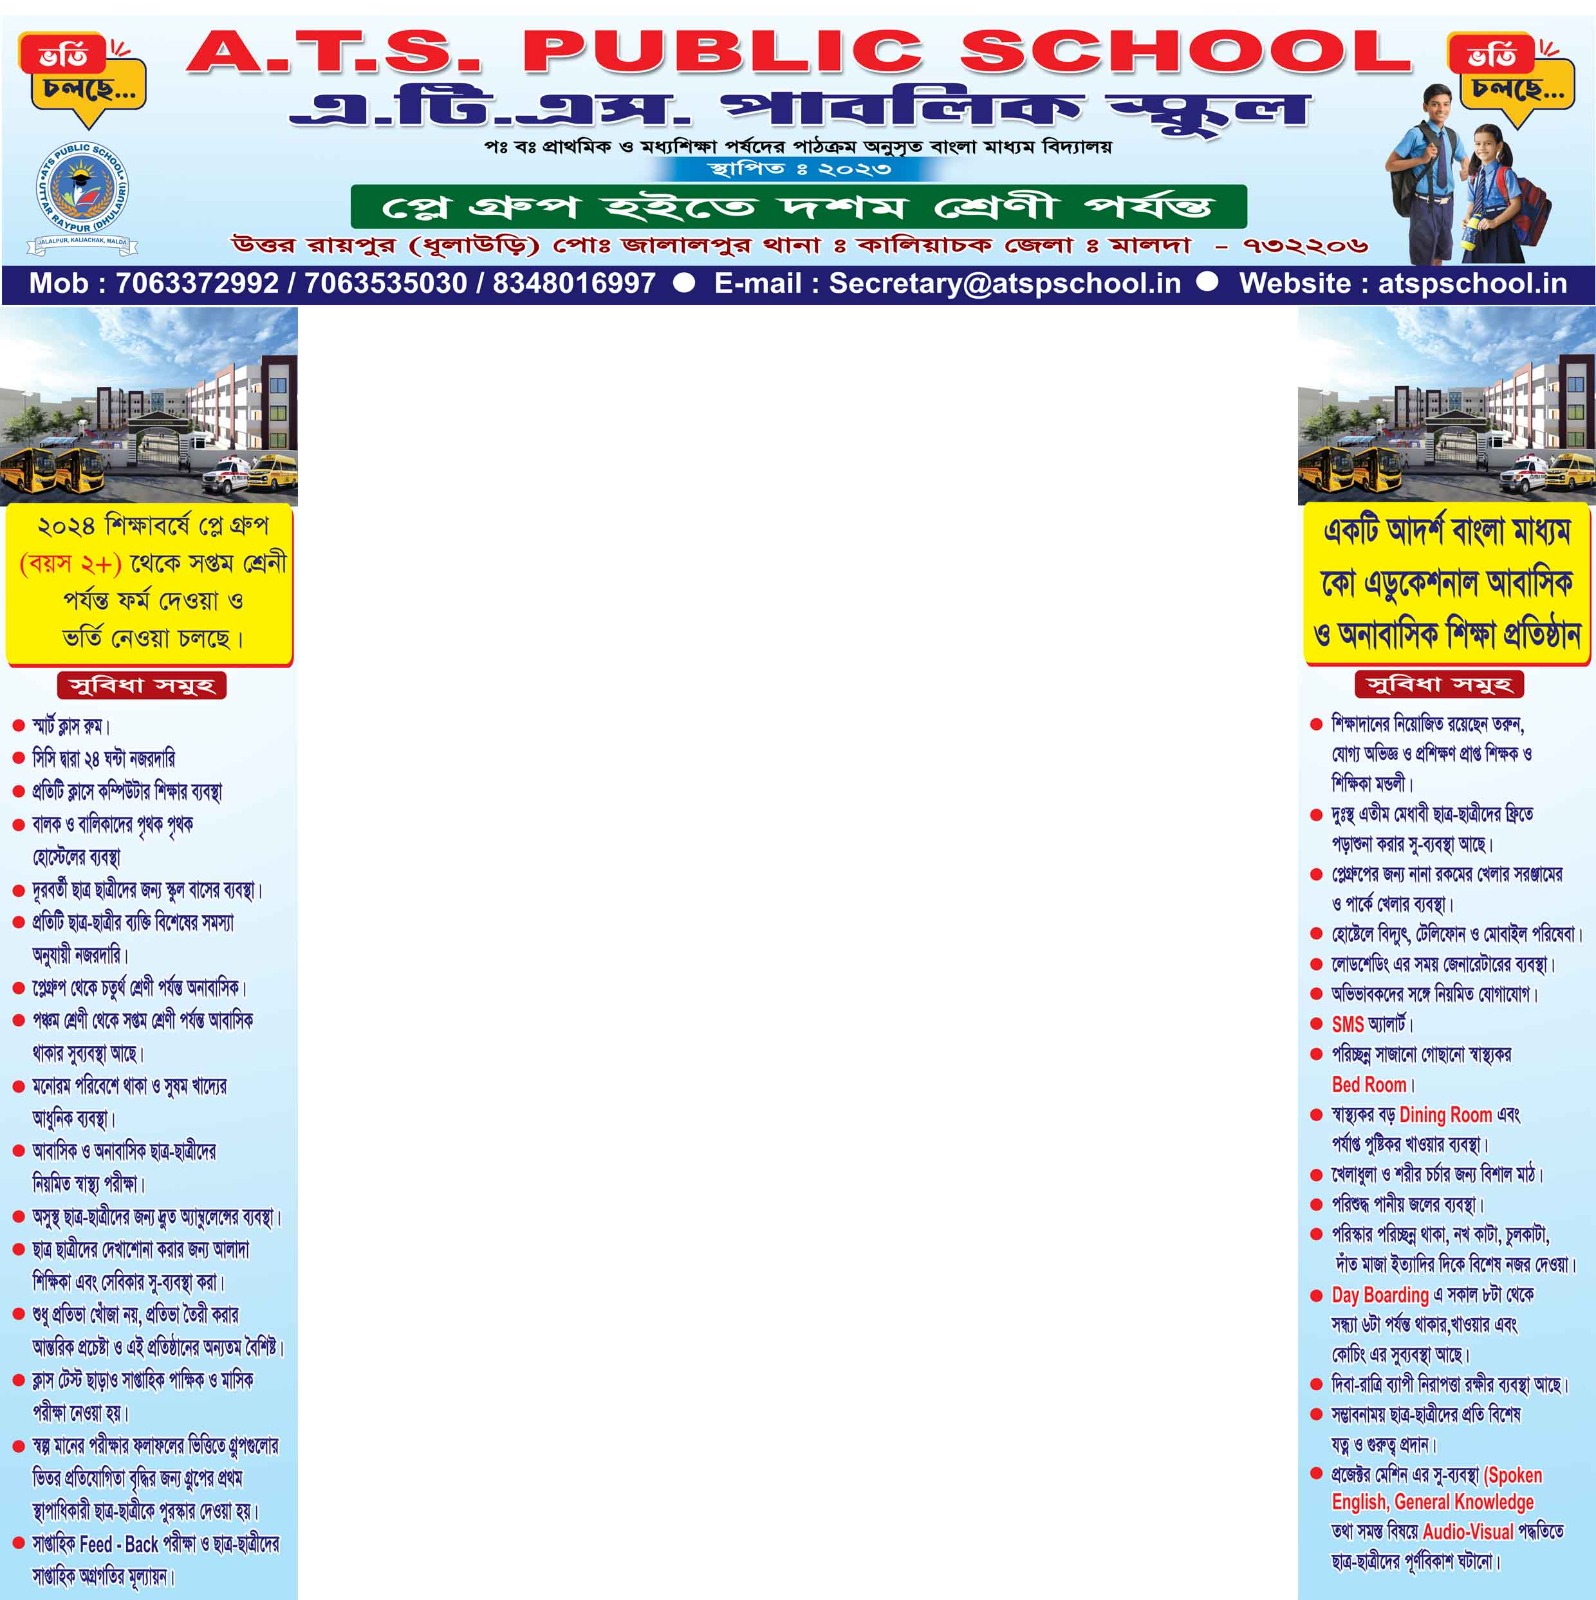 ভর্তি
চলছে...
A.T.S. PUBLIC SCHOOL
এ.টি.এস. পাবলিক স্কুল
পঃ বঃ প্রাথমিক ও মধ্যশিক্ষা পর্ষদের পাঠক্রম অনুসৃত বাংলা মাধ্যম বিদ্যালয়
স্থাপিত ঃ ২০২৩
প্লে গ্রুপ হইতে দশম শ্রেণী পর্যন্ত
উত্তর রায়পুর (ধূলাউড়ি) পোঃ জালালপুর থানা ঃ কালিয়াচক জেলা ঃ মালদা - ৭৩২২০৬
ভর্তি
চলছে...
ATS PUBLIC SCHOOL
UTTAR RAYPUR (DHULAURI)
JALALPUR, KALIACHAK, MALDA
Mob : 7063372992 / 7063535030 / 8348016997 ● E-mail : Secretary@atspschool.in ● Website : atspschool.in
২০২৪ শিক্ষাবর্ষে প্লে গ্রুপ
(বয়স ২+) থেকে সপ্তম শ্রেনী
পর্যন্ত ফর্ম দেওয়া ও
ভর্তি নেওয়া চলছে।
সুবিধা সমুহ
● স্মার্ট ক্লাস রুম।
● সিসি দ্বারা ২৪ ঘন্টা নজরদারি
● প্রতিটি ক্লাসে কম্পিউটার শিক্ষার ব্যবস্থা
● বালক ও বালিকাদের পৃথক পৃথক
হোস্টেলের ব্যবস্থা
● দূরবর্তী ছাত্র ছাত্রীদের জন্য স্কুল বাসের ব্যবস্থা।
● প্রতিটি ছাত্র-ছাত্রীর ব্যক্তি বিশেষের সমস্যা
অনুযায়ী নজরদারি।
● প্লেগ্রুপ থেকে চতুর্থ শ্রেণী পর্যন্ত অনাবাসিক।
● পঞ্চম শ্রেণী থেকে সপ্তম শ্রেণী পর্যন্ত আবাসিক
থাকার সুব্যবস্থা আছে।
● মনোরম পরিবেশে থাকা ও সুষম খাদ্যের
আধুনিক ব্যবস্থা।
● আবাসিক ও অনাবাসিক ছাত্র-ছাত্রীদের
নিয়মিত স্বাস্থ্য পরীক্ষা।
● অসুস্থ ছাত্র-ছাত্রীদের জন্য দ্রুত অ্যাম্বুলেন্সের ব্যবস্থা।
● ছাত্র ছাত্রীদের দেখাশোনা করার জন্য আলাদা
শিক্ষিকা এবং সেবিকার সু-ব্যবস্থা করা।
● শুধু প্রতিভা খোঁজা নয়, প্রতিভা তৈরী করার
আন্তরিক প্রচেষ্টা ও এই প্রতিষ্ঠানের অন্যতম বৈশিষ্ট।
● ক্লাস টেস্ট ছাড়াও সাপ্তাহিক পাক্ষিক ও মাসিক
পরীক্ষা নেওয়া হয়।
● স্বল্প মানের পরীক্ষার ফলাফলের ভিত্তিতে গ্রুপগুলোর
ভিতর প্রতিযোগিতা বৃদ্ধির জন্য গ্রুপের প্রথম
স্থাপাধিকারী ছাত্র-ছাত্রীকে পুরস্কার দেওয়া হয়।
● সাপ্তাহিক Feed - Back পরীক্ষা ও ছাত্র-ছাত্রীদের
সাপ্তাহিক অগ্রগতির মূল্যায়ন।
একটি আদর্শ বাংলা মাধ্যম
কো এডুকেশনাল আবাসিক
ও অনাবাসিক শিক্ষা প্রতিষ্ঠান
সুবিধা সমুহ
● শিক্ষাদানের নিয়োজিত রয়েছেন তরুন,
যোগ্য অভিজ্ঞ ও প্রশিক্ষণ প্রাপ্ত শিক্ষক ও
শিক্ষিকা মন্ডলী।
● দুঃস্থ এতীম মেধাবী ছাত্র-ছাত্রীদের ফ্রিতে
পড়াশুনা করার সু-ব্যবস্থা আছে।
● প্লেগ্রুপের জন্য নানা রকমের খেলার সরঞ্জামের
ও পার্কে খেলার ব্যবস্থা।
● হোষ্টেলে বিদ্যুৎ, টেলিফোন ও মোবাইল পরিষেবা।
● লোডশেডিং এর সময় জেনারেটারের ব্যবস্থা।
● অভিভাবকদের সঙ্গে নিয়মিত যোগাযোগ।
● SMS অ্যালার্ট।
● পরিচ্ছন্ন সাজানো গোছানো স্বাস্থ্যকর
Bed Room।
● স্বাস্থ্যকর বড় Dining Room এবং
পর্যাপ্ত পুষ্টিকর খাওয়ার ব্যবস্থা।
● খেলাধুলা ও শরীর চর্চার জন্য বিশাল মাঠ।
● পরিশুদ্ধ পানীয় জলের ব্যবস্থা।
● পরিস্কার পরিচ্ছন্ন থাকা, নখ কাটা, চুলকাটা,
দাঁত মাজা ইত্যাদির দিকে বিশেষ নজর দেওয়া।
● Day Boarding এ সকাল ৮টা থেকে
সন্ধ্যা ৬টা পর্যন্ত থাকার,খাওয়ার এবং
কোচিং এর সুব্যবস্থা আছে।
● দিবা-রাত্রি ব্যাপী নিরাপত্তা রক্ষীর ব্যবস্থা আছে।
● সম্ভাবনাময় ছাত্র-ছাত্রীদের প্রতি বিশেষ
যত্ন ও গুরুত্ব প্রদান।
● প্রজেক্টর মেশিন এর সু-ব্যবস্থা (Spoken
English, General Knowledge
তথা সমস্ত বিষয়ে Audio-Visual পদ্ধতিতে
ছাত্র-ছাত্রীদের পূর্ণবিকাশ ঘটানো।